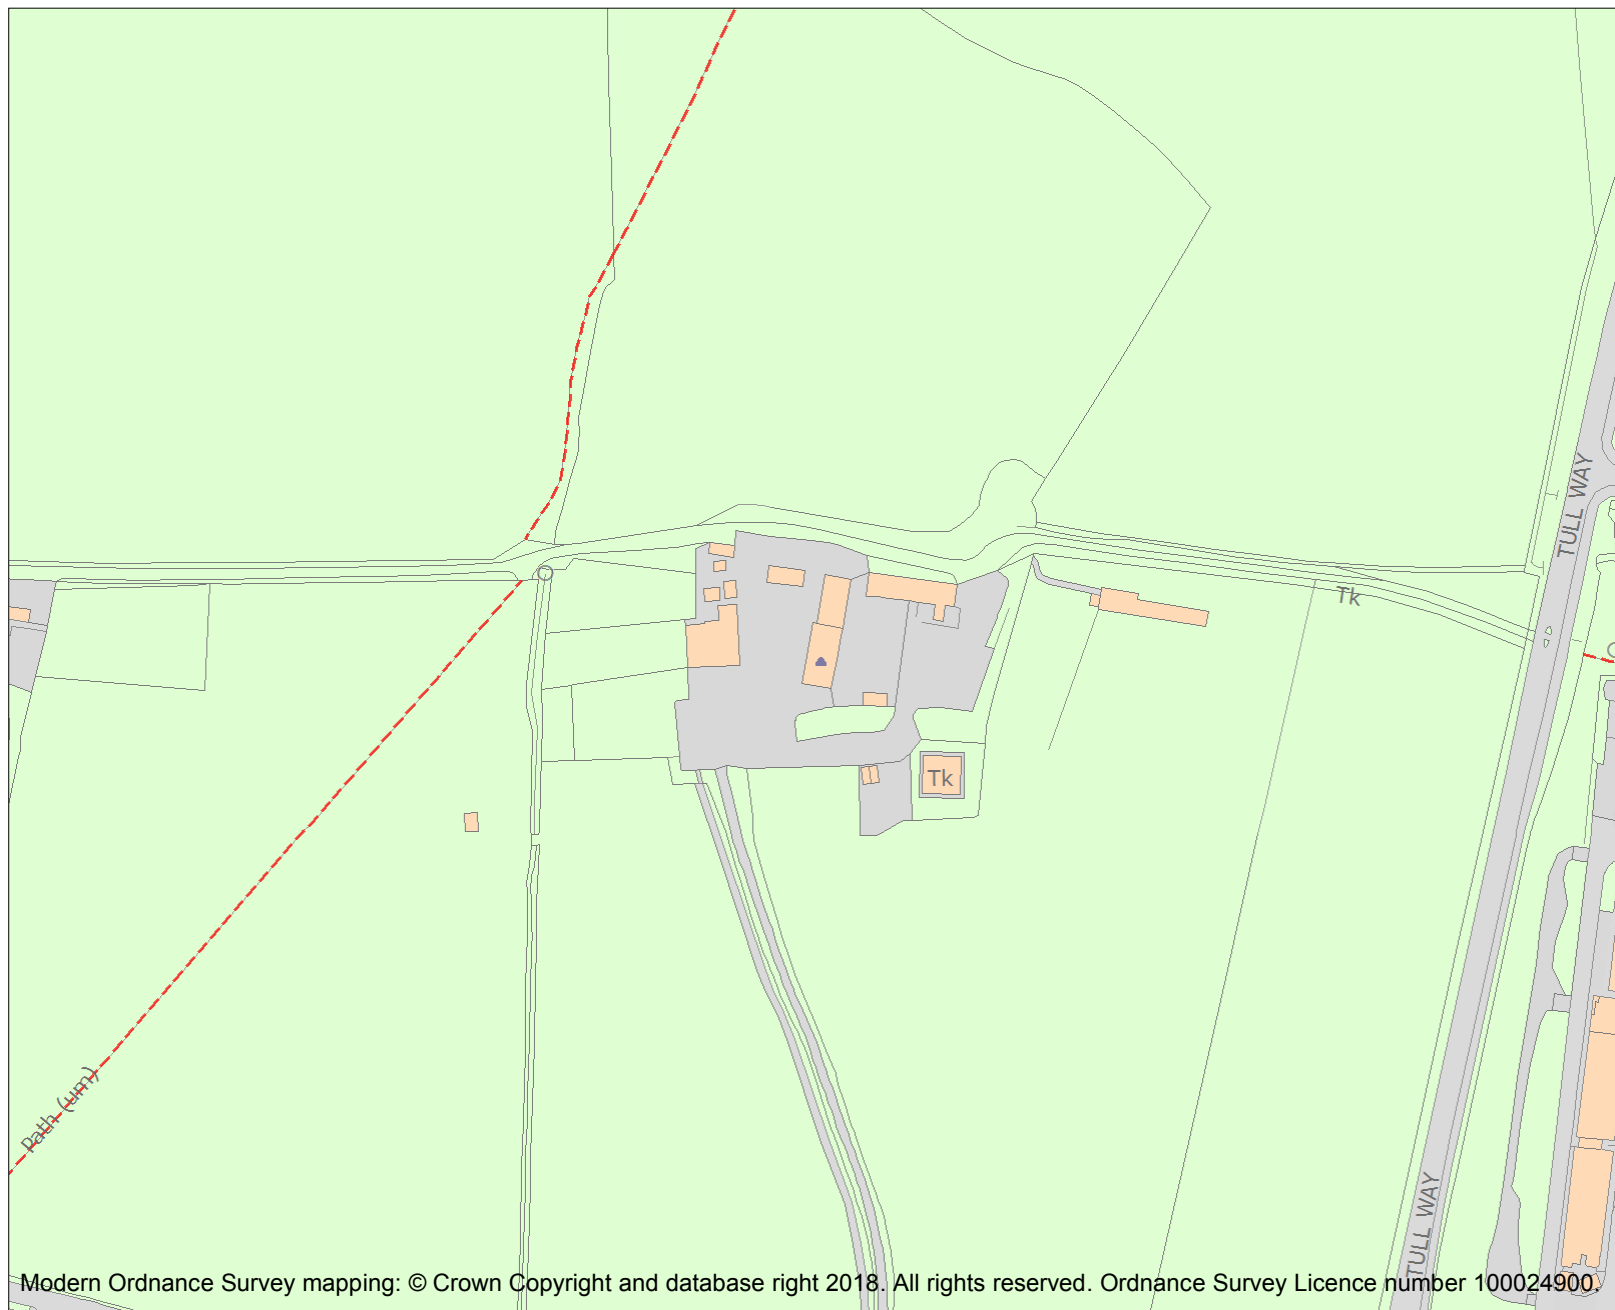 TULL WAY
Tk
Tk
Path (um)
TULL WAY
Modern Ordnance Survey mapping: © Crown Copyright and database right 2018. All rights reserved. Ordnance Survey Licence number 100024900.